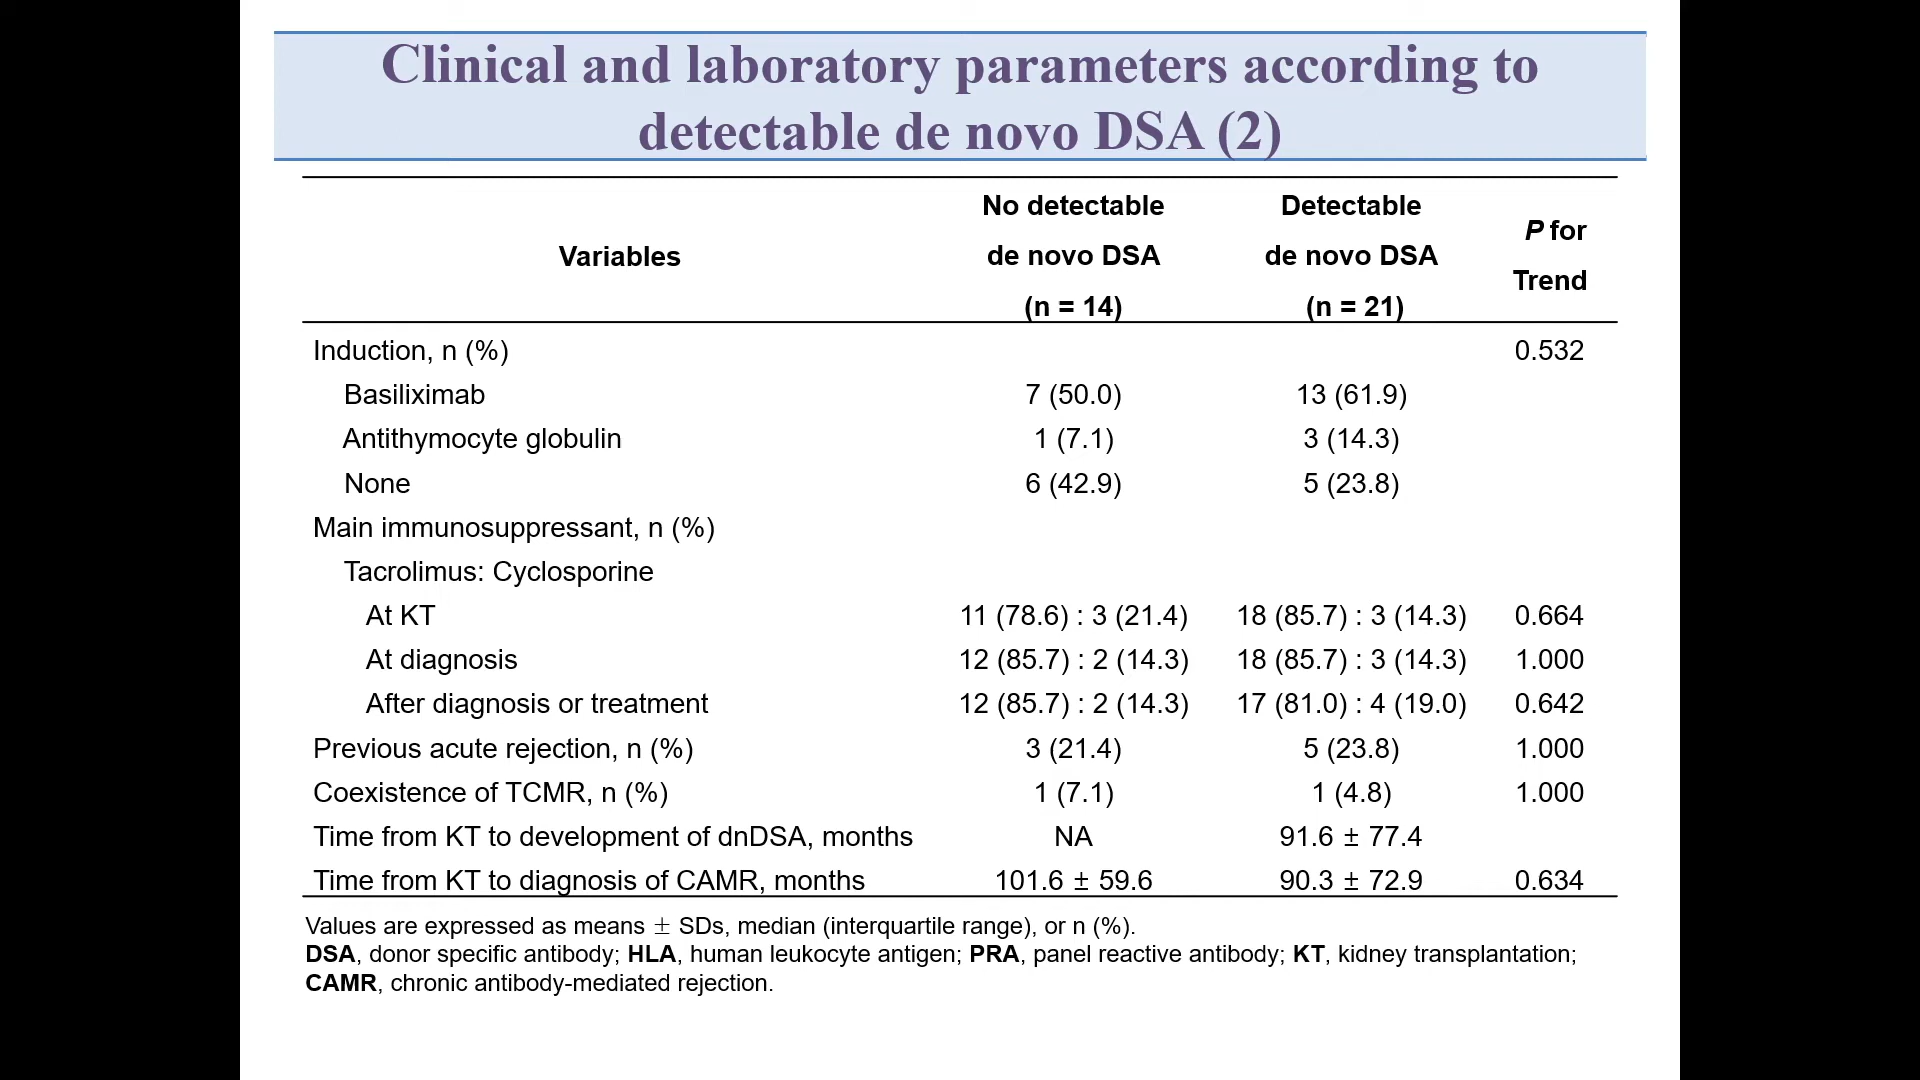 Clinical and laboratory parameters according to
detectable de novo DSA (2)
Variables
No detectable
de novo DSA
(n = 14)
Detectable
de novo DSA
(n = 21)
P for
Trend
Induction, n (%) 0.532
Basiliximab 7 (50.0) 13 (61.9)
Antithymocyte globulin 1 (7.1) 3 (14.3)
None 6 (42.9) 5 (23.8)
Main immunosuppressant, n (%)
Tacrolimus: Cyclosporine
At KT 11 (78.6) : 3 (21.4) 18 (85.7) : 3 (14.3) 0.664
At diagnosis 12 (85.7) : 2 (14.3) 18 (85.7) : 3 (14.3) 1.000
After diagnosis or treatment 12 (85.7) : 2 (14.3) 17 (81.0) : 4 (19.0) 0.642
Previous acute rejection, n (%) 3 (21.4) 5 (23.8) 1.000
Coexistence of TCMR, n (%) 1 (7.1) 1 (4.8) 1.000
Time from KT to development of dnDSA, months NA 91.6 ± 77.4
Time from KT to diagnosis of CAMR, months 101.6 ± 59.6 90.3 ± 72.9 0.634
Values are expressed as means ± SDs, median (interquartile range), or n (%).
DSA, donor specific antibody; HLA, human leukocyte antigen; PRA, panel reactive antibody; KT, kidney transplantation;
CAMR, chronic antibody-mediated rejection.